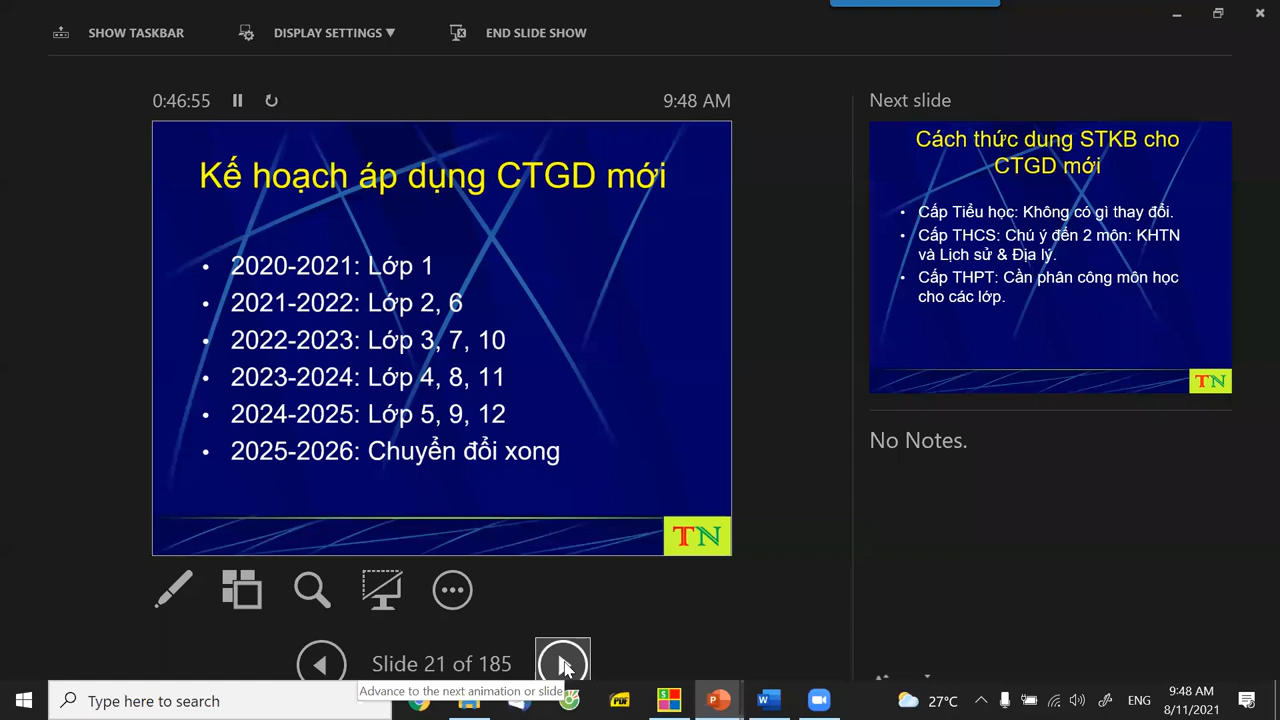 SHOW TASKBAR
DISPLAY SETTINGS ▼
END SLIDE SHOW
0:46:55
9:48 AM
Kế hoạch áp dụng CTGD mới
• 2020-2021: Lớp 1
• 2021-2022: Lớp 2, 6
• 2022-2023: Lớp 3, 7, 10
• 2023-2024: Lớp 4, 8, 11
• 2024-2025: Lớp 5, 9, 12
• 2025-2026: Chuyển đổi xong
TN
Next slide
Cách thức dung STKB cho
CTGD mới
• Cấp Tiểu học: Không có gì thay đổi.
• Cấp THCS: Chú ý đến 2 môn: KHTN
và Lịch sử & Địa lý.
• Cấp THPT: Cần phân công môn học
cho các lớp.
TN
No Notes.
Slide 21 of 185
Advance to the next animation or slide
Type here to search
PDF
27°C
ENG
9:48 AM
8/11/2021